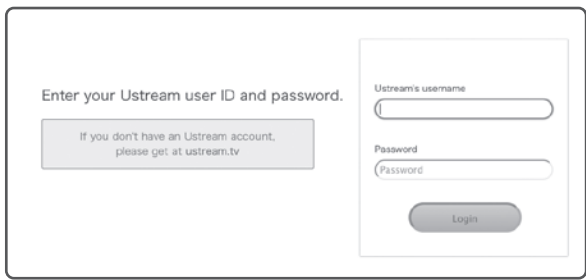 Enter your Ustream user ID and password.
If you don't have an Ustream account,
please get at ustream.tv
Ustream's username
Password
Password
Login